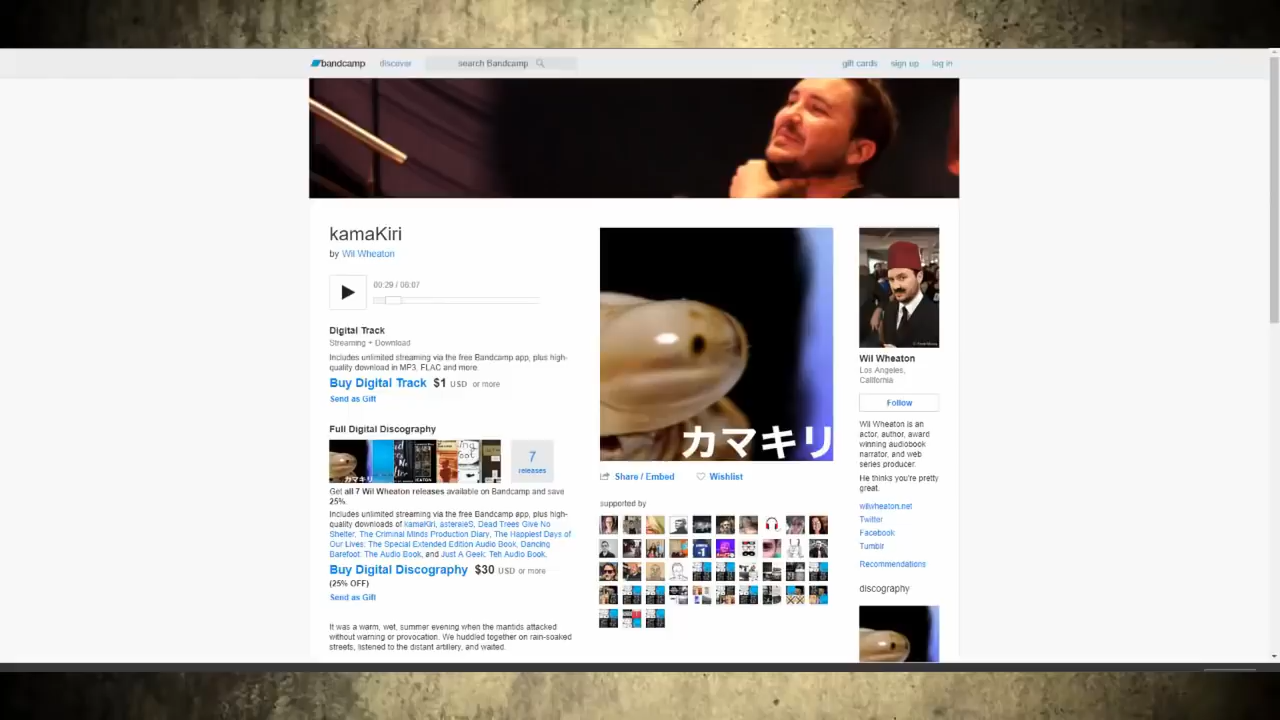 bandcamp
discover
search Bandcamp
gift cards
sign up
log in
kamaKiri
by Wil Wheaton
00:29 / 08:07
Digital Track
Streaming + Download
Includes unlimited streaming via the free Bandcamp app, plus high-
quality download in MP3, FLAC and more.
Buy Digital Track $1 USD or more
Send as Gift
Full Digital Discography
カマキリ
7
releases
Get all 7 Wil Wheaton releases available on Bandcamp and save
25%.
Includes unlimited streaming via the free Bandcamp app, plus high-
quality downloads of kamaKiri, asteraleS, Dead Trees Give No
Shelter, The Criminal Minds Production Diary, The Happiest Days of
Our Lives: The Special Extended Edition Audio Book, Dancing
Barefoot: The Audio Book, and Just A Geek: Teh Audio Book.
Buy Digital Discography $30 USD or more
(25% OFF)
Send as Gift
It was a warm, wet, summer evening when the mantids attacked
without warning or provocation. We huddled together on rain-soaked
streets, listened to the distant artillery, and waited.
カマキリ
Share / Embed
Wishlist
supported by
Wil Wheaton
Los Angeles,
California
Follow
Wil Wheaton is an
actor, author, award
winning audiobook
narrator, and web
series producer.
He thinks you're pretty
great.
wilwheaton.net
Twitter
Facebook
Tumblr
Recommendations
discography